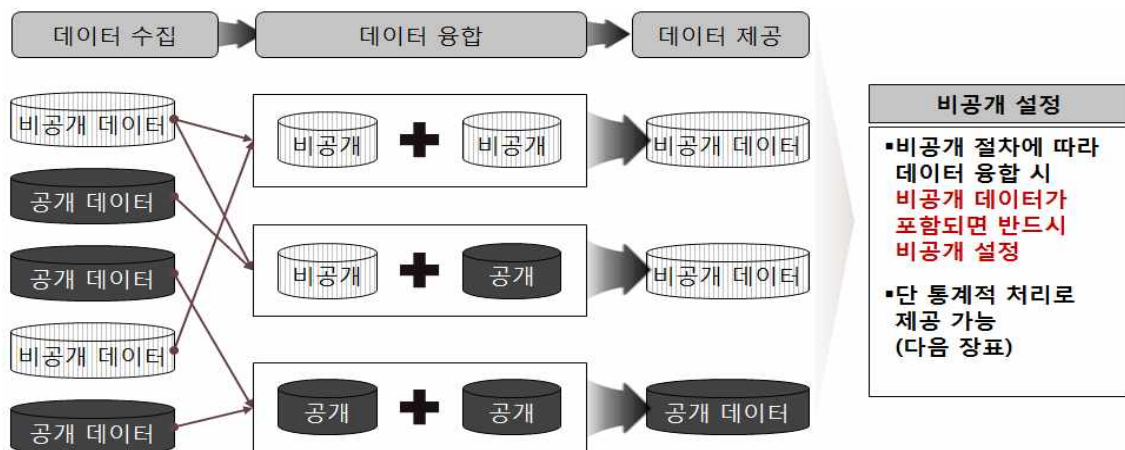 데이터 수집
데이터 융합
데이터 제공
비공개 데이터
공개 데이터
공개 데이터
비공개 데이터
공개 데이터
비공개 + 비공개
비공개 + 공개
공개 + 공개
비공개 데이터
비공개 데이터
공개 데이터
비공개 설정
▪비공개 절차에 따라
데이터 융합 시
비공개 데이터가
포함되면 반드시
비공개 설정
▪단 통계적 처리로
제공 가능
(다음 장표)